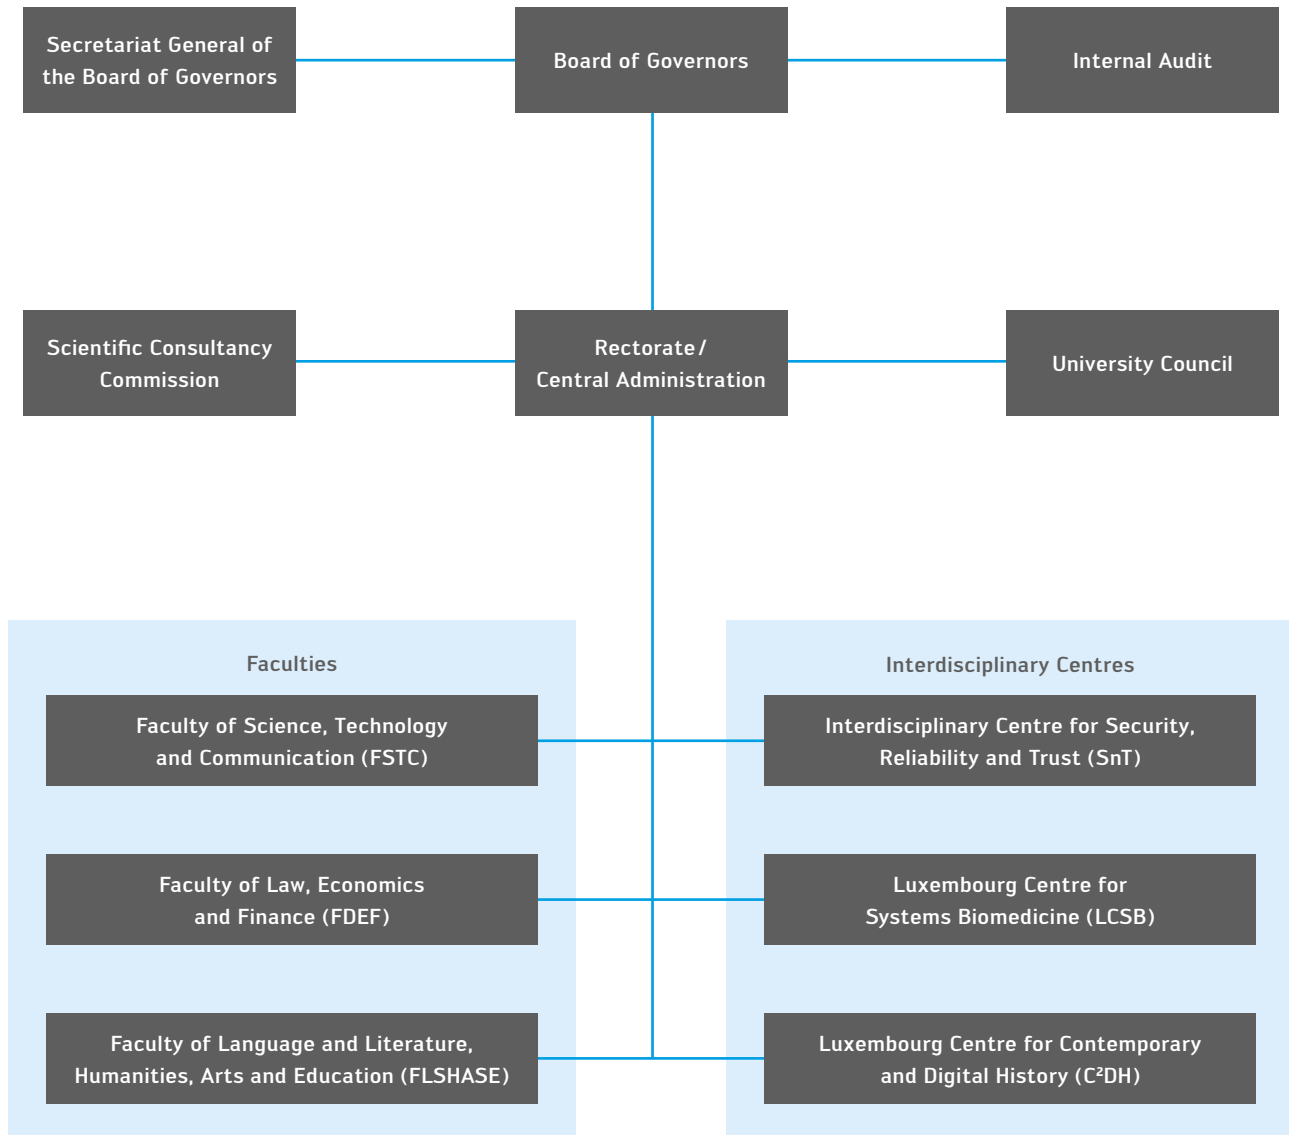 Secretariat General of
the Board of Governors
Board of Governors
Internal Audit
Scientific Consultancy
Commission
Rectorate/
Central Administration
University Council
Faculties
Faculty of Science, Technology
and Communication (FSTC)
Faculty of Law, Economics
and Finance (FDEF)
Faculty of Language and Literature,
Humanities, Arts and Education (FLSHASE)
Interdisciplinary Centres
Interdisciplinary Centre for Security,
Reliability and Trust (SnT)
Luxembourg Centre for
Systems Biomedicine (LCSB)
Luxembourg Centre for Contemporary
and Digital History (C²DH)